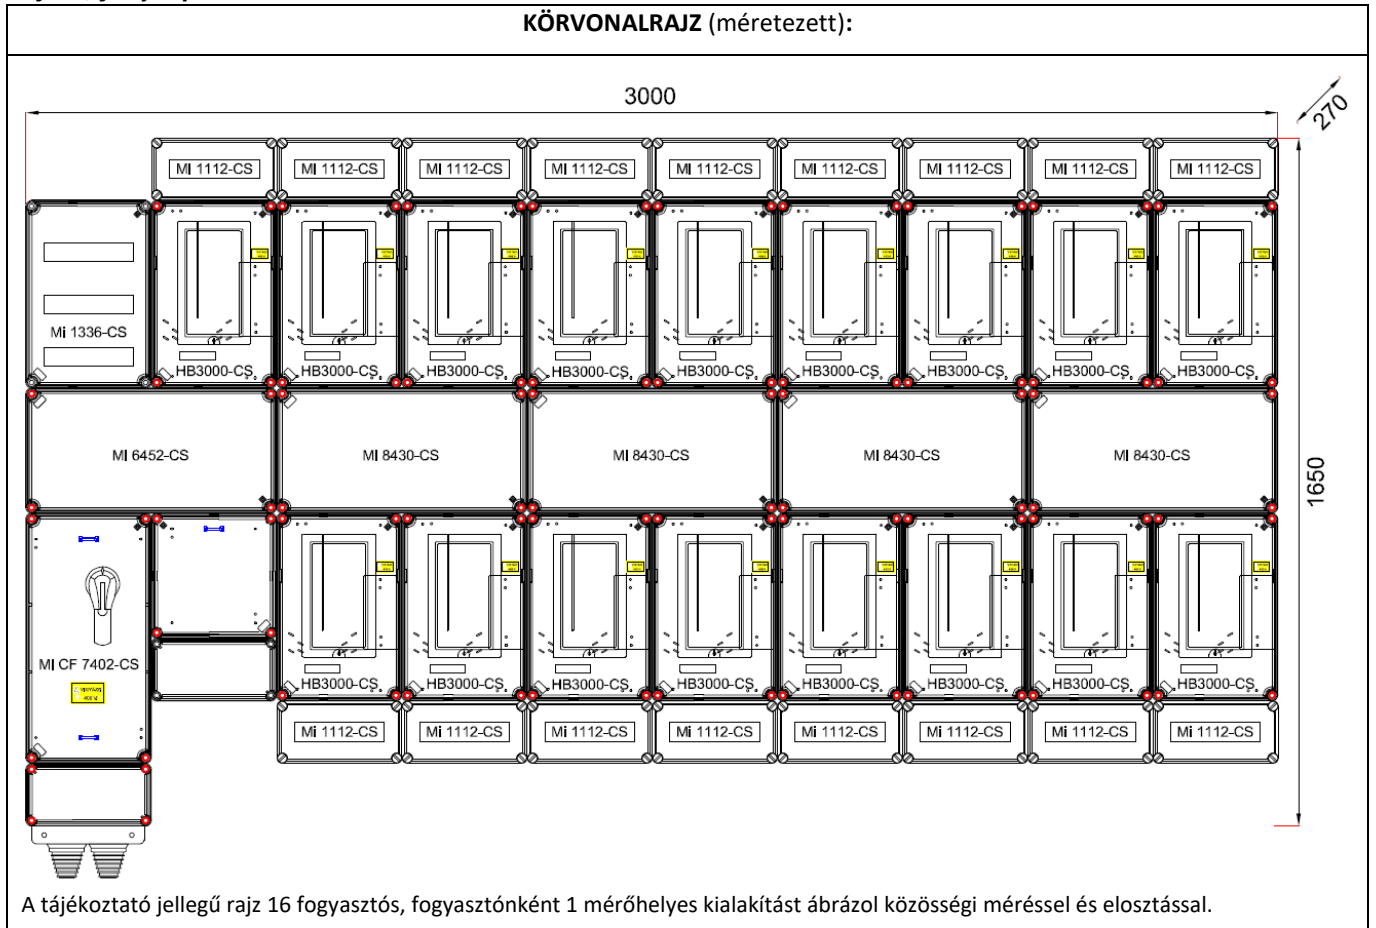 KÖRVONALRAJZ (méretezett):
3000
270
MI 1112-CS MI 1112-CS MI 1112-CS MI 1112-CS MI 1112-CS MI 1112-CS MI 1112-CS MI 1112-CS MI 1112-CS
Mi 1336-CS
HB3000-CS HB3000-CS HB3000-CS HB3000-CS HB3000-CS HB3000-CS HB3000-CS HB3000-CS HB3000-CS
MI 6452-CS MI 8430-CS MI 8430-CS MI 8430-CS MI 8430-CS
1650
MI CF 7402-CS
HB3000-CS HB3000-CS HB3000-CS HB3000-CS HB3000-CS HB3000-CS HB3000-CS HB3000-CS
Mi 1112-CS Mi 1112-CS Mi 1112-CS Mi 1112-CS Mi 1112-CS Mi 1112-CS Mi 1112-CS Mi 1112-CS
A tájékoztató jellegű rajz 16 fogyasztós, fogyasztónként 1 mérőhelyes kialakítást ábrázol közösségi méréssel és elosztással.